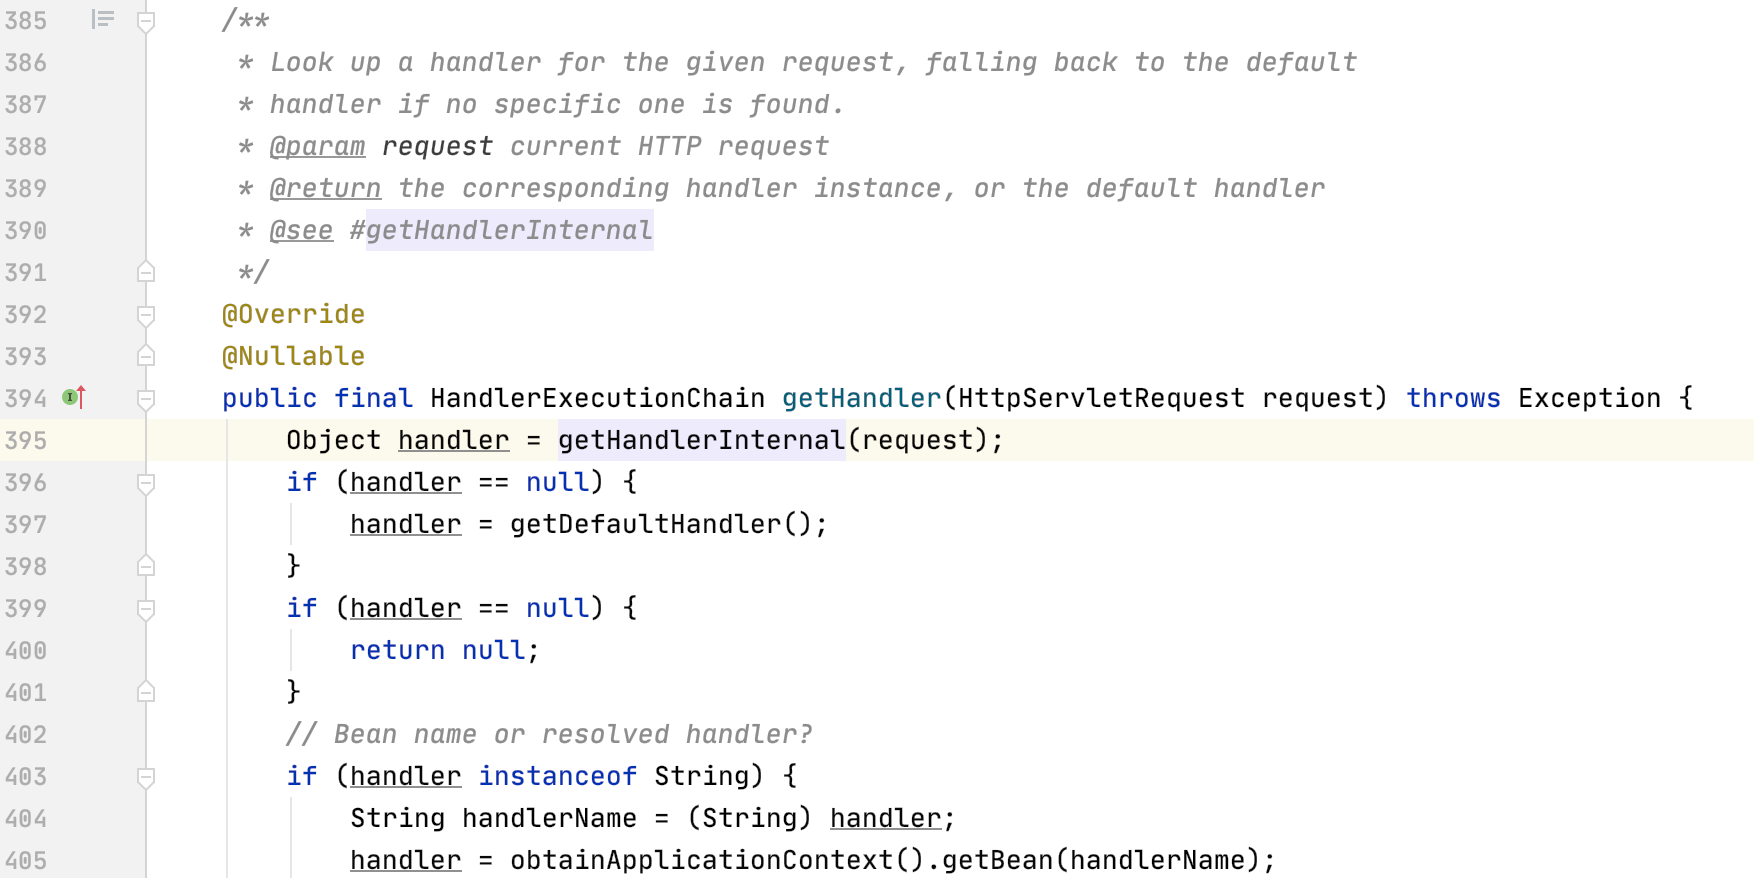 385 /**
386  * Look up a handler for the given request, falling back to the default
387  * handler if no specific one is found.
388  * @param request current HTTP request
389  * @return the corresponding handler instance, or the default handler
390  * @see #getHandlerInternal
391  */
392 @Override
393 @Nullable
394 public final HandlerExecutionChain getHandler(HttpServletRequest request) throws Exception {
395     Object handler = getHandlerInternal(request);
396     if (handler == null) {
397         handler = getDefaultHandler();
398     }
399     if (handler == null) {
400         return null;
401     }
402     // Bean name or resolved handler?
403     if (handler instanceof String) {
404         String handlerName = (String) handler;
405         handler = obtainApplicationContext().getBean(handlerName);